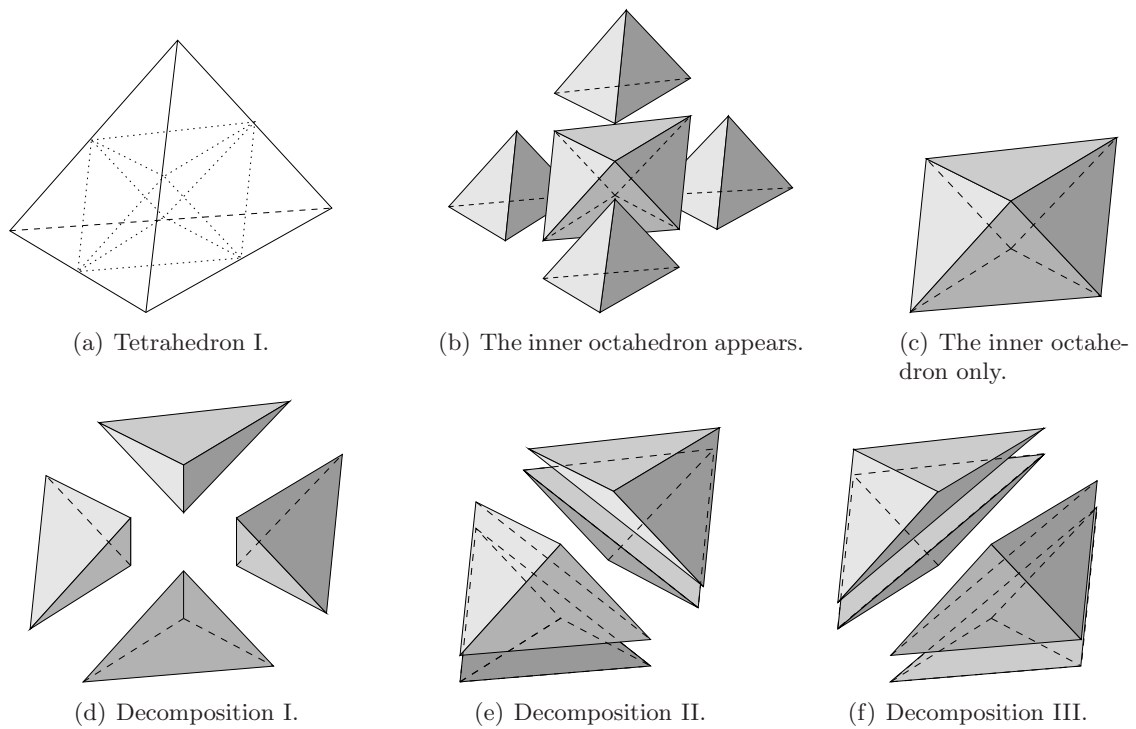 (a) Tetrahedron I.
(b) The inner octahedron appears.
(c) The inner octahe-
dron only.
(d) Decomposition I.
(e) Decomposition II.
(f) Decomposition III.